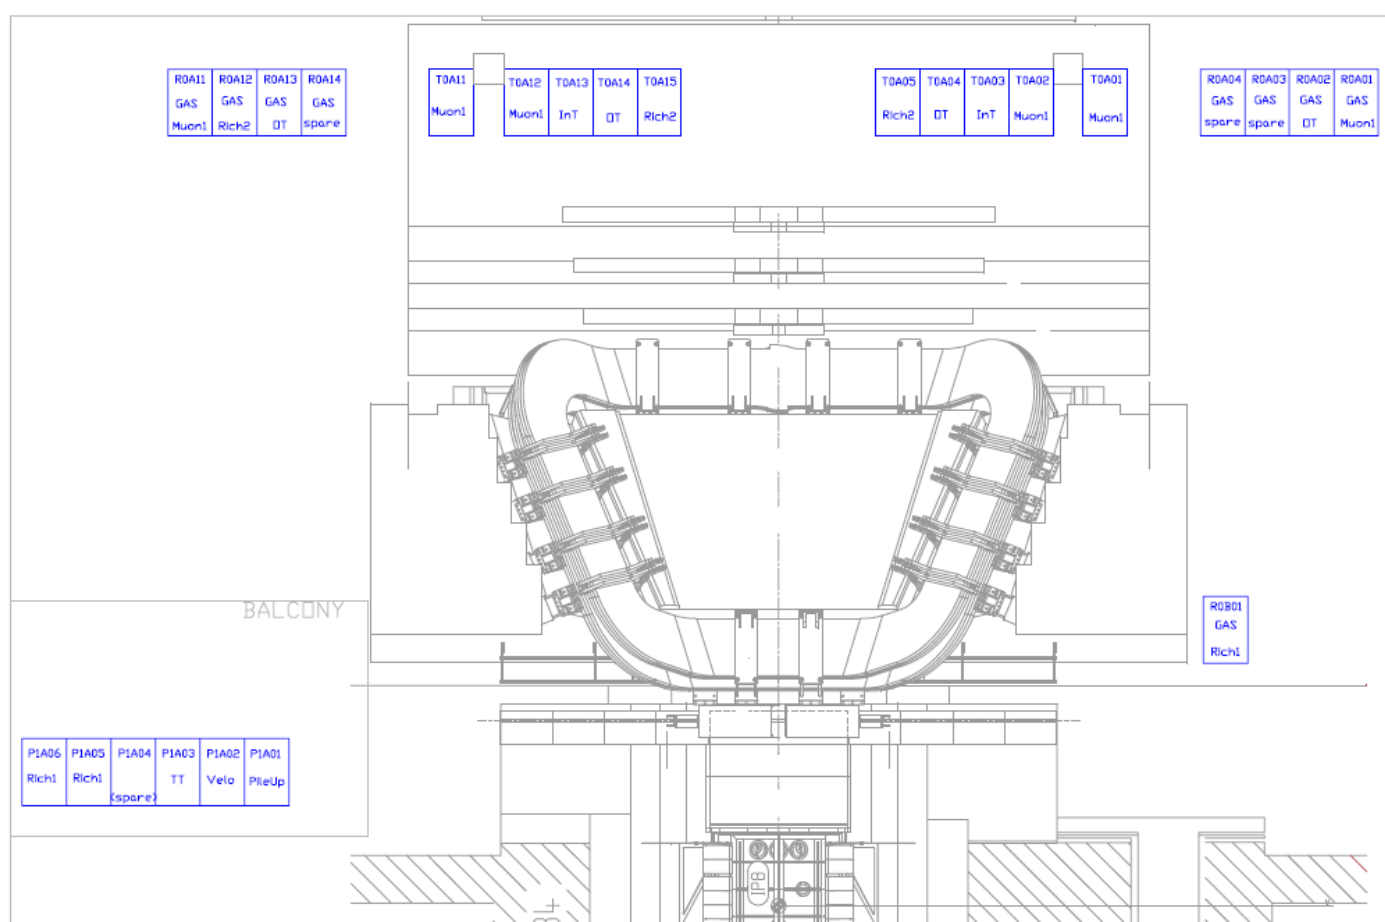 R0A11 R0A12 R0A13 R0A14
GAS GAS GAS GAS
Muon1 Rich2 OT spare
T0A11 T0A12 T0A13 T0A14 T0A15
Muon1 Muon1 InT OT Rich2
T0A05 T0A04 T0A03 T0A02 T0A01
Rich2 OT InT Muon1 Muon1
R0A04 R0A03 R0A02 R0A01
GAS GAS GAS GAS
spare spare OT Muon1
BALCONY
R0B01
GAS
Rich1
P1A06 P1A05 P1A04 P1A03 P1A02 P1A01
Rich1 Rich1 TT Velo PileUp
(spare)
IP8